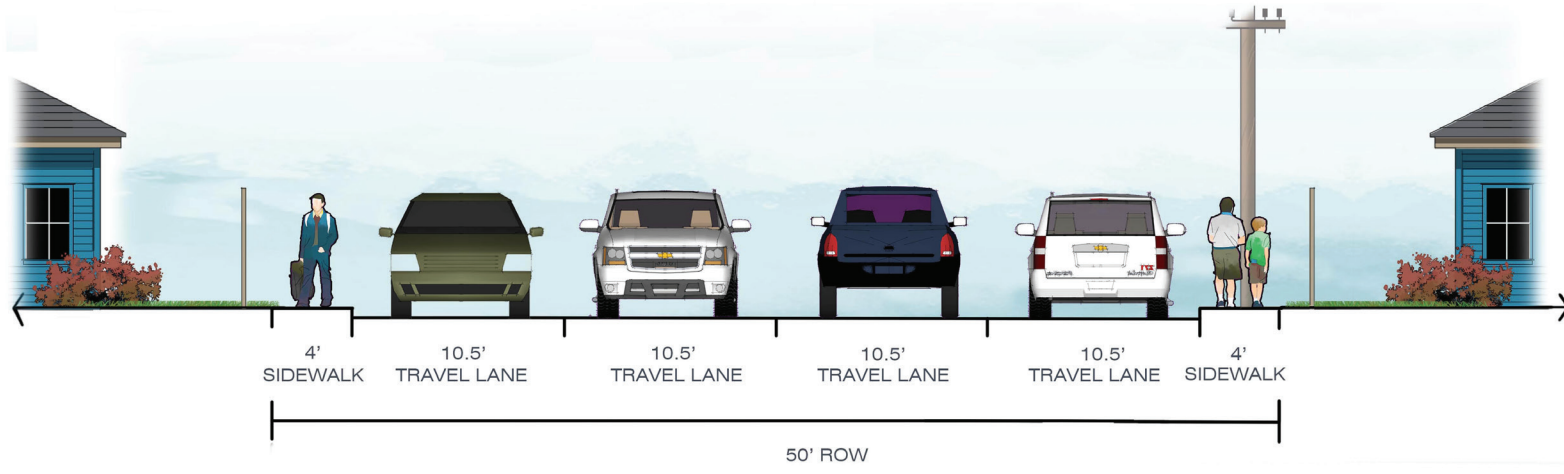 4'
SIDEWALK
10.5'
TRAVEL LANE
10.5'
TRAVEL LANE
10.5'
TRAVEL LANE
10.5'
TRAVEL LANE
4'
SIDEWALK
50' ROW